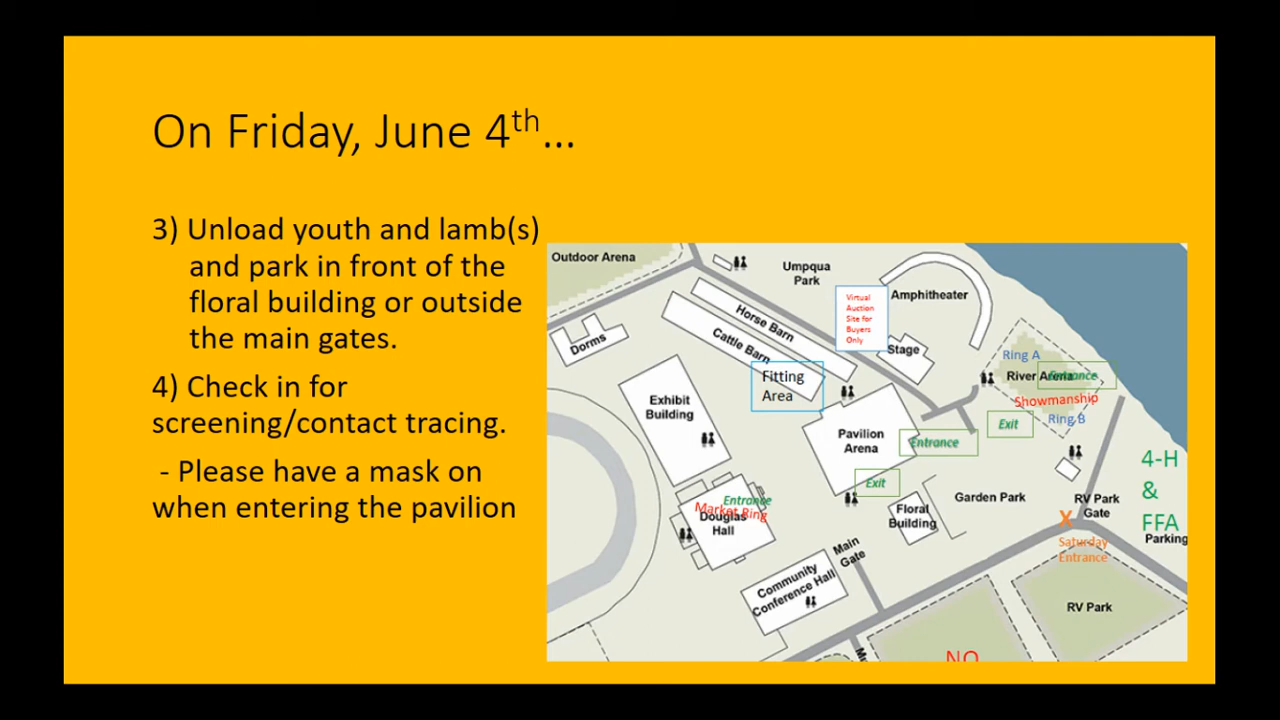 On Friday, June 4th…
3) Unload youth and lamb(s)
and park in front of the
floral building or outside
the main gates.
4) Check in for
screening/contact tracing.
- Please have a mask on
when entering the pavilion
Outdoor Arena
Umpqua
Park
Amphitheater
Virtual
Auction
Site for
Buyers
Only
Horse Barn
Cattle Barn
Dorms
Stage
Fitting
Area
Ring A
River Arena
Entrance
Showmanship
Ring B
Exit
Exhibit
Building
Pavilion
Arena
Entrance
Exit
4-H
&
FFA
Parking
Garden Park
RV Park
Gate
Floral
Building
Entrance
Market Ring
Douglas
Hall
X
Saturday
Entrance
Main
Gate
Community
Conference Hall
RV Park
NO